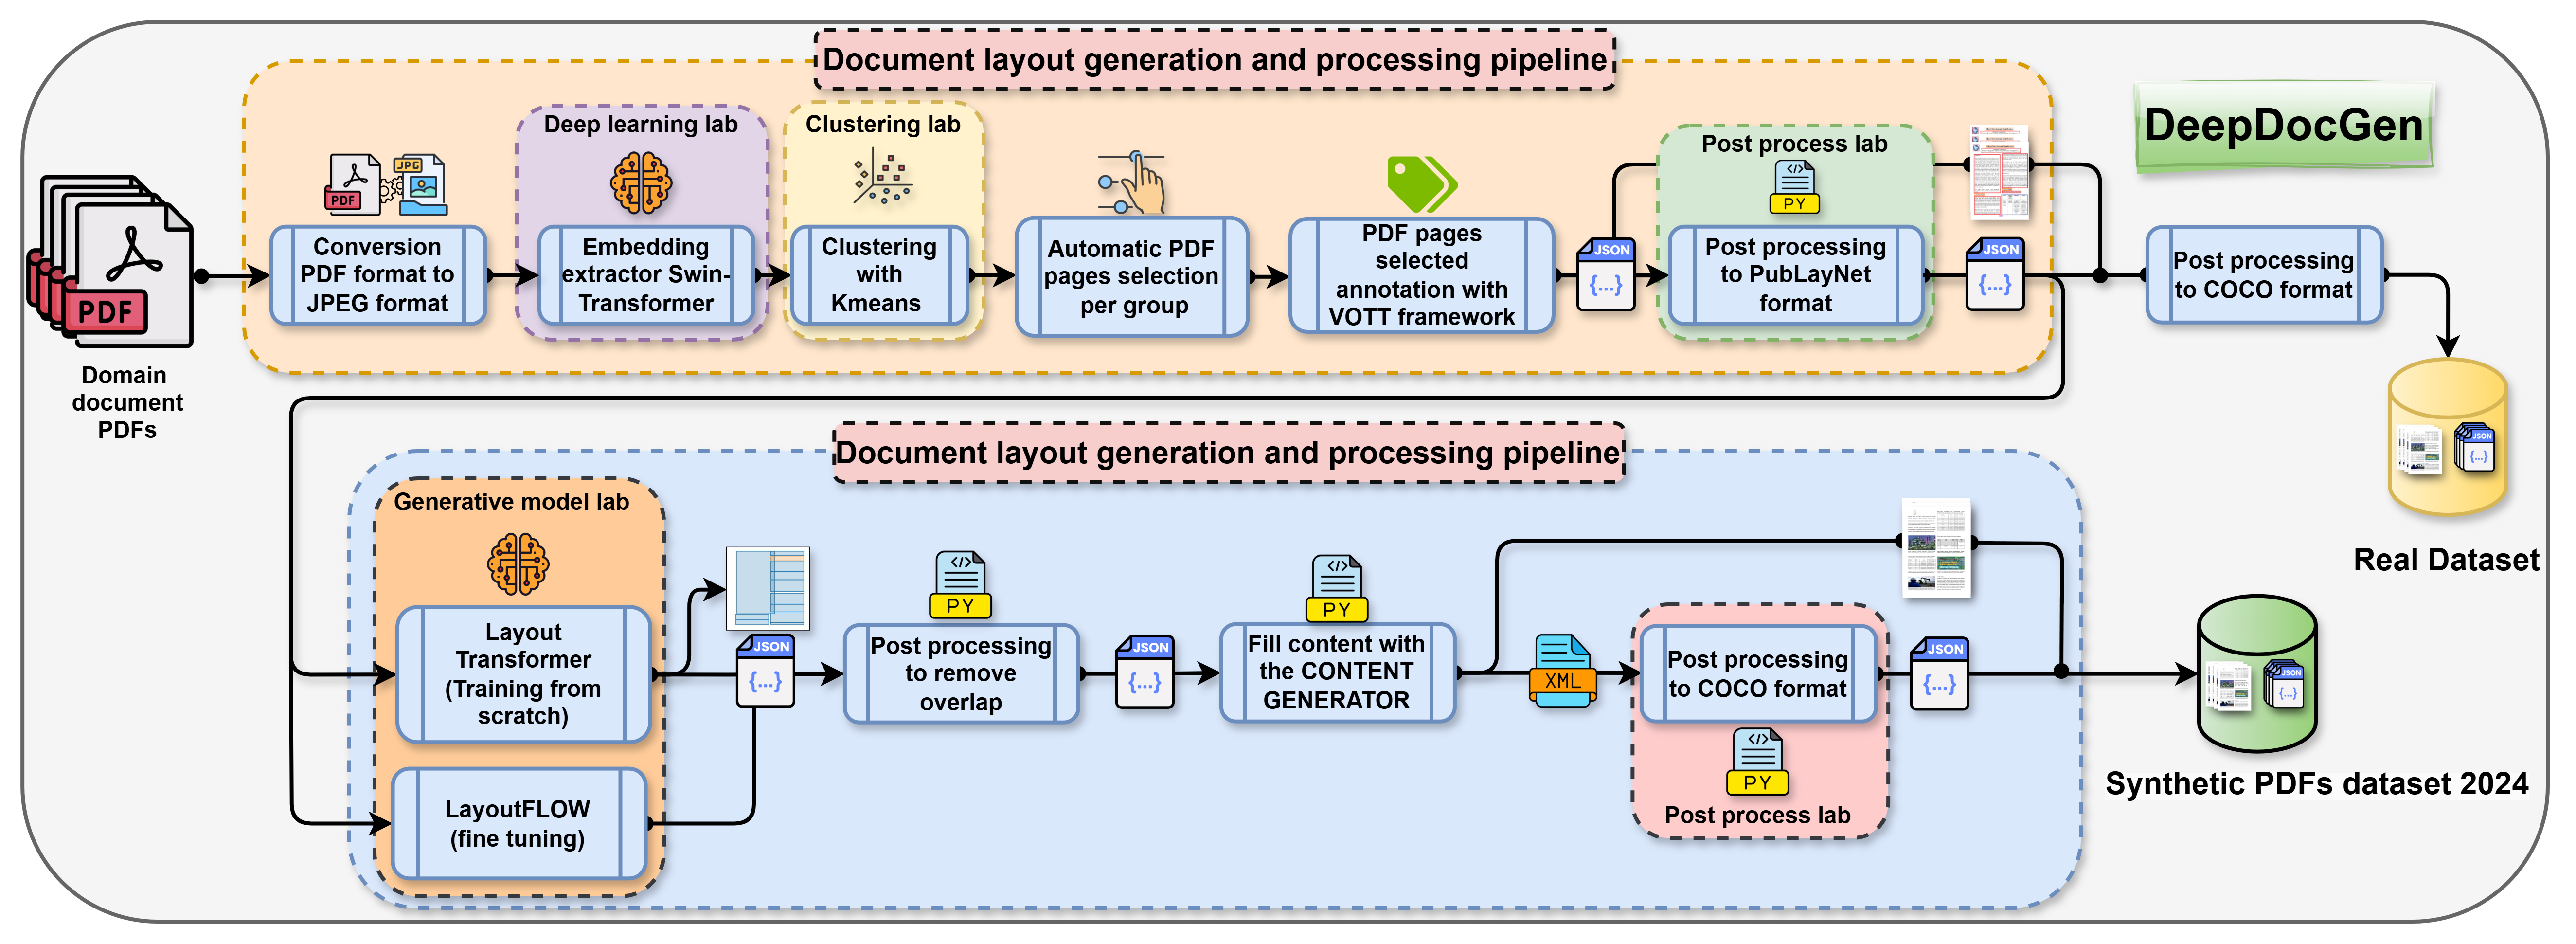 Document layout generation and processing pipeline
DeepDocGen
Deep learning lab
Clustering lab
Post process lab
JPG
PDF
PY
PDF
Domain
document
PDFs
Conversion
PDF format to
JPEG format
Embedding
extractor Swin-
Transformer
Clustering
with
Kmeans
Automatic PDF
pages selection
per group
PDF pages
selected
annotation with
VOTT framework
JSON
{...}
Post processing
to PubLayNet
format
JSON
{...}
Post processing
to COCO format
JSON
{...}
Real Dataset
Document layout generation and processing pipeline
Generative model lab
Layout
Transformer
(Training from
scratch)
LayoutFLOW
(fine tuning)
JSON
{...}
PY
Post processing
to remove
overlap
JSON
{...}
PY
Fill content with
the CONTENT
GENERATOR
XML
Post processing
to COCO format
PY
Post process lab
JSON
{...}
JSON
{...}
Synthetic PDFs dataset 2024